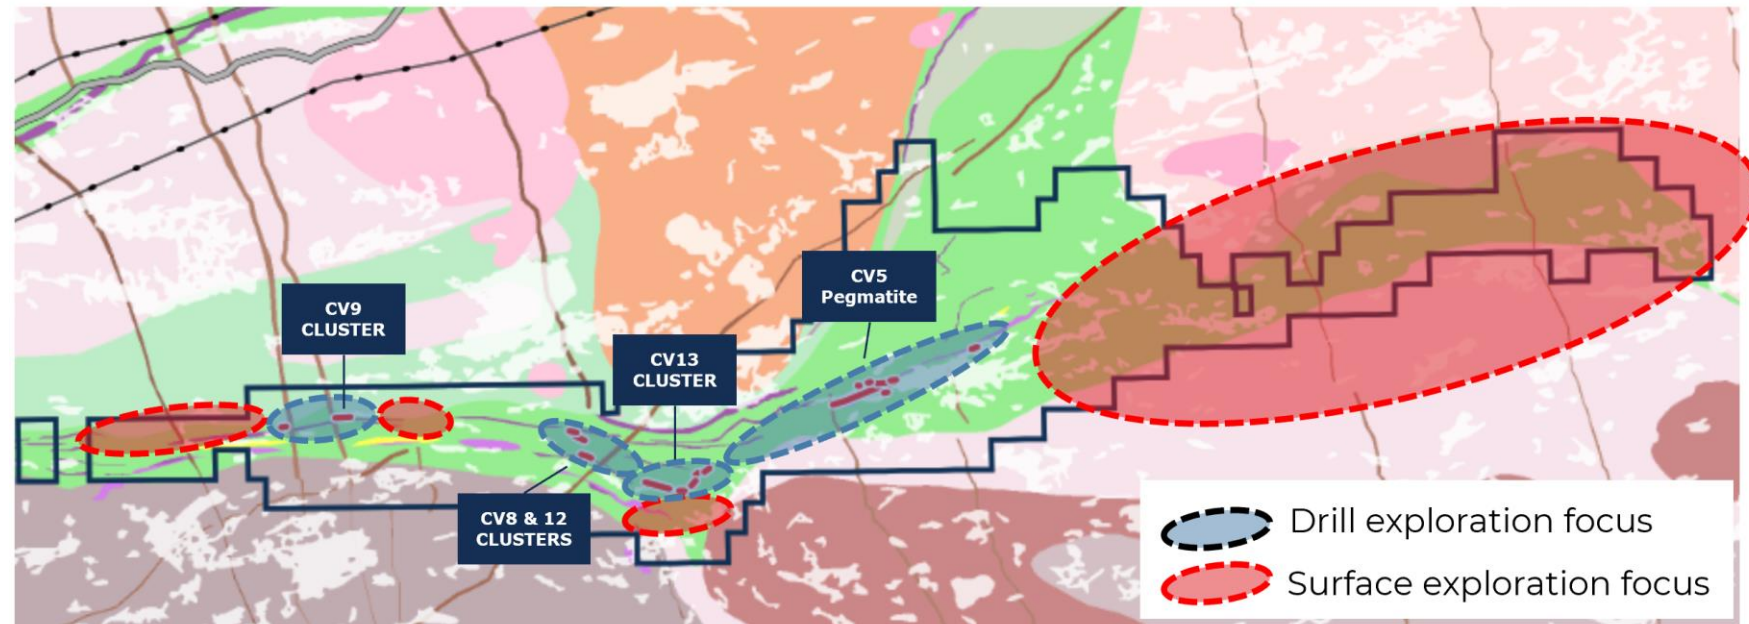 CV5
Pegmatite
CV9
CLUSTER
CV13
CLUSTER
CV8 & 12
CLUSTERS
Drill exploration focus
Surface exploration focus